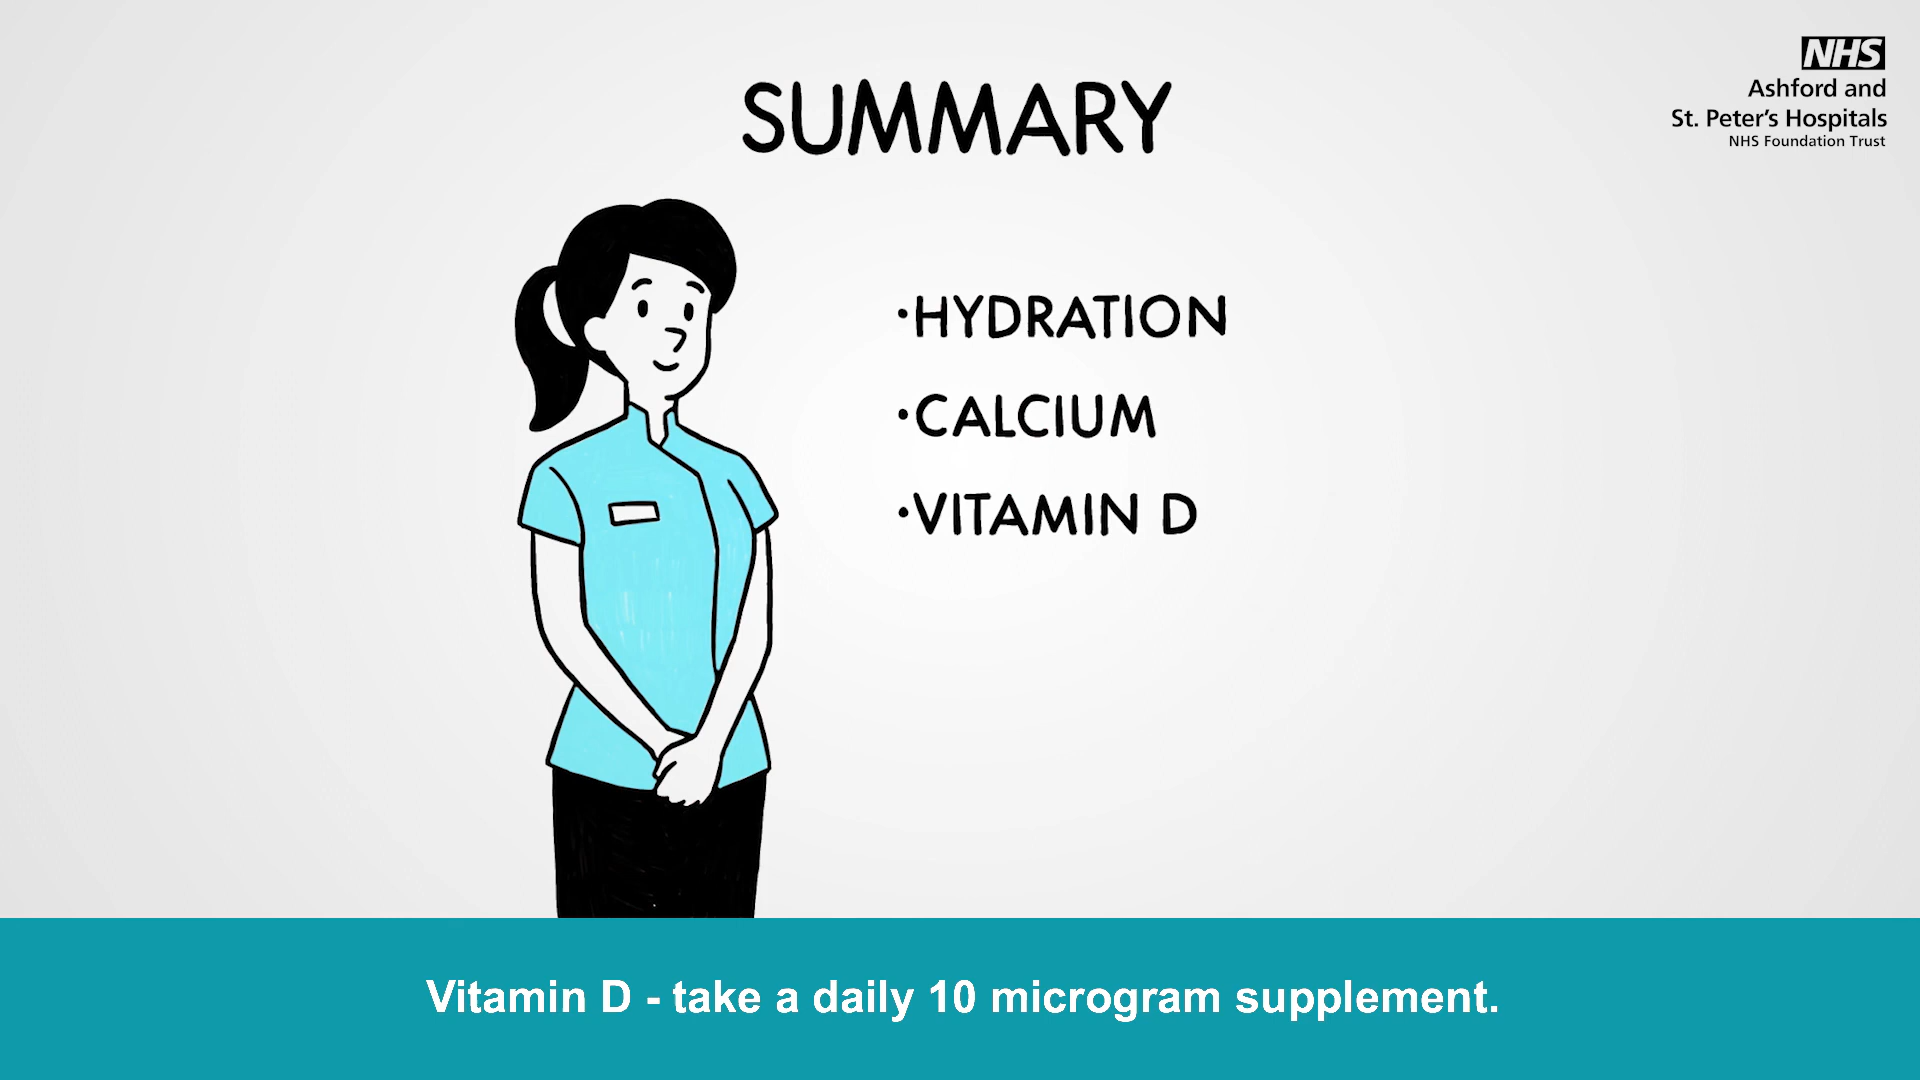 NHS
Ashford and
St. Peter's Hospitals
NHS Foundation Trust
SUMMARY
·HYDRATION
·CALCIUM
·VITAMIN D
Vitamin D - take a daily 10 microgram supplement.